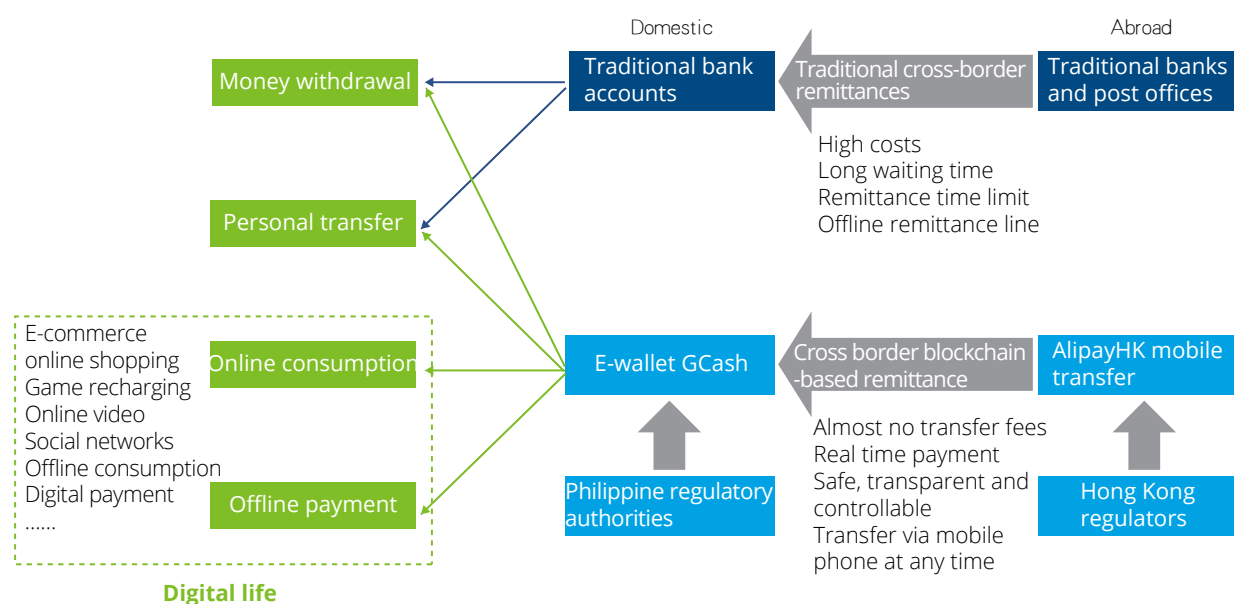 Domestic
Abroad
Money withdrawal
Traditional bank
accounts
Traditional cross-border
remittances
Traditional banks
and post offices
High costs
Long waiting time
Remittance time limit
Offline remittance line
Personal transfer
E-commerce
online shopping
Game recharging
Online video
Social networks
Offline consumption
Digital payment
......
Online consumption
Offline payment
Digital life
E-wallet GCash
Cross border blockchain
-based remittance
AlipayHK mobile
transfer
Almost no transfer fees
Real time payment
Safe, transparent and
controllable
Transfer via mobile
phone at any time
Philippine regulatory
authorities
Hong Kong
regulators